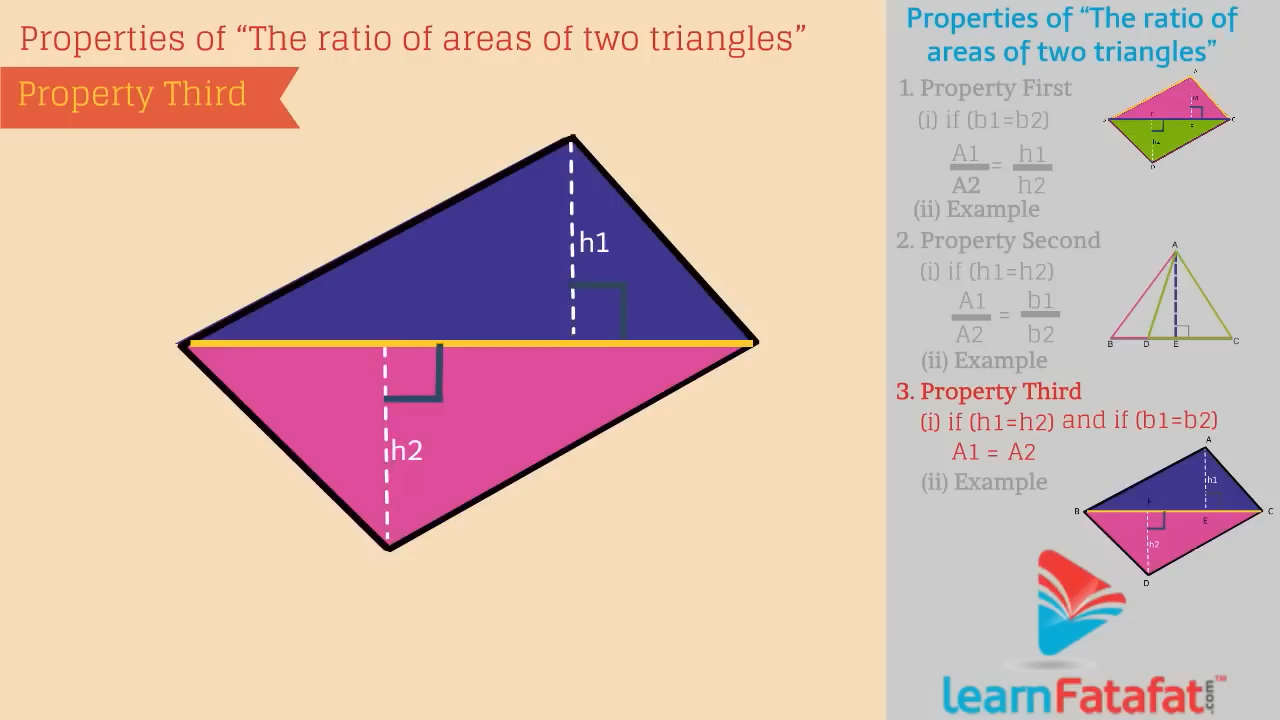 Properties of “The ratio of areas of two triangles”
Property Third
h1
h2
Properties of “The ratio of
areas of two triangles”
1. Property First
(i) if (b1=b2)
A1 = h1
A2 h2
(ii) Example
2. Property Second
(i) if (h1=h2)
A1 = b1
A2 b2
(ii) Example
A
B D E C
3. Property Third
(i) if (h1=h2) and if (b1=b2)
A1 = A2
(ii) Example
A
h1
B F C
E
h2
D
learnFatafat.com™